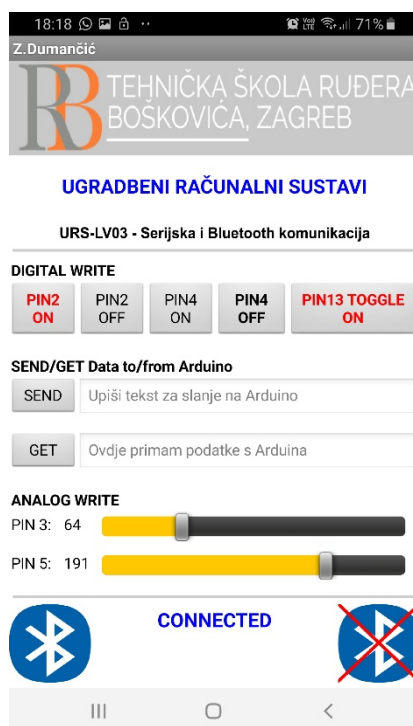 18:18 71%
Z.Dumančić
TEHNIČKA ŠKOLA RUĐERA
BOŠKOVIĆA, ZAGREB
UGRADBENI RAČUNALNI SUSTAVI
URS-LV03 - Serijska i Bluetooth komunikacija
DIGITAL WRITE
PIN2 ON
PIN2 OFF
PIN4 ON
PIN4 OFF
PIN13 TOGGLE ON
SEND/GET Data to/from Arduino
SEND Upiši tekst za slanje na Arduino
GET Ovdje primam podatke s Arduina
ANALOG WRITE
PIN 3: 64
PIN 5: 191
CONNECTED